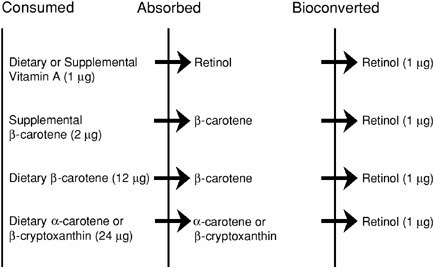 Consumed Absorbed Bioconverted
Dietary or Supplemental
Vitamin A (1 μg)
Retinol
Retinol (1 μg)
Supplemental
β-carotene (2 μg)
β-carotene
Retinol (1 μg)
Dietary β-carotene (12 μg)
β-carotene
Retinol (1 μg)
Dietary α-carotene or
β-cryptoxanthin (24 μg)
α-carotene or
β-cryptoxanthin
Retinol (1 μg)